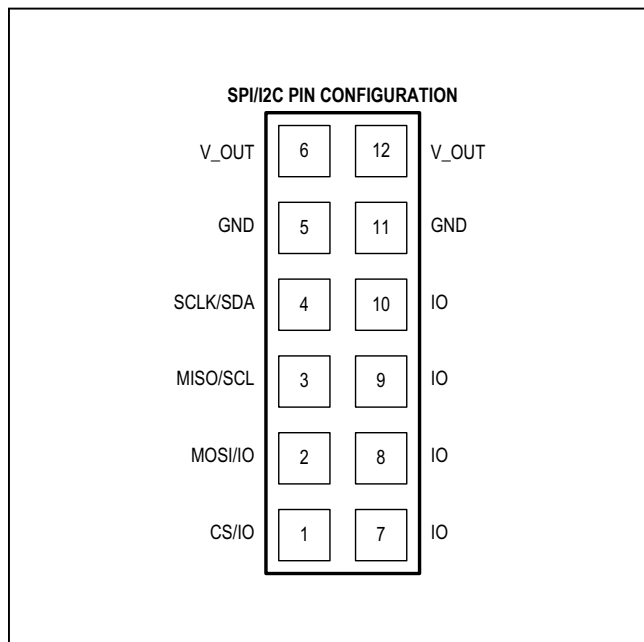 SPI/I2C PIN CONFIGURATION
V_OUT 6 12 V_OUT
GND 5 11 GND
SCLK/SDA 4 10 IO
MISO/SCL 3 9 IO
MOSI/IO 2 8 IO
CS/IO 1 7 IO